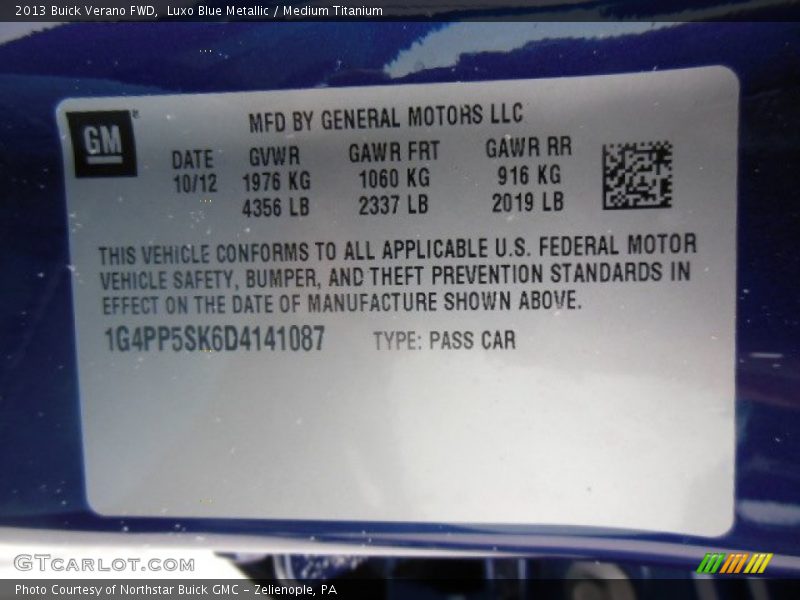 2013 Buick Verano FWD,  Luxo Blue Metallic / Medium Titanium
GM
MFD BY GENERAL MOTORS LLC
DATE GVWR GAWR FRT GAWR RR
10/12 1976 KG 1060 KG 916 KG
4356 LB 2337 LB 2019 LB
THIS VEHICLE CONFORMS TO ALL APPLICABLE U.S. FEDERAL MOTOR
VEHICLE SAFETY, BUMPER, AND THEFT PREVENTION STANDARDS IN
EFFECT ON THE DATE OF MANUFACTURE SHOWN ABOVE.
1G4PP5SK6D4141087 TYPE: PASS CAR
GTCARLOT.COM
Photo Courtesy of Northstar Buick GMC - Zelienople, PA